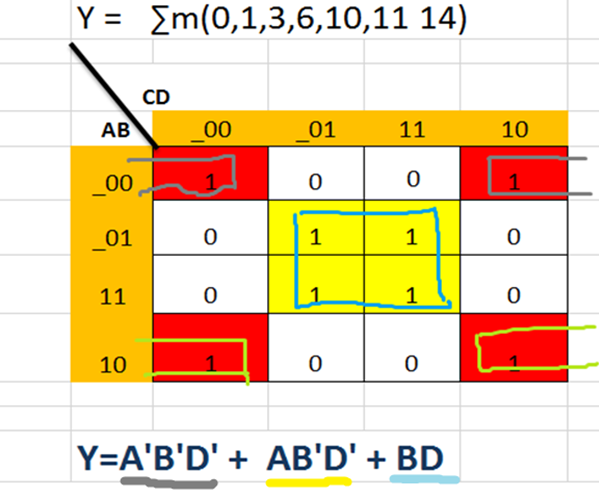 Y = ∑m(0,1,3,6,10,11 14)
CD
AB _00 _01 11 10
_00 1 0 0 1
_01 0 1 1 0
11 0 1 1 0
10 1 0 0 1
Y=A'B'D' + AB'D' + BD